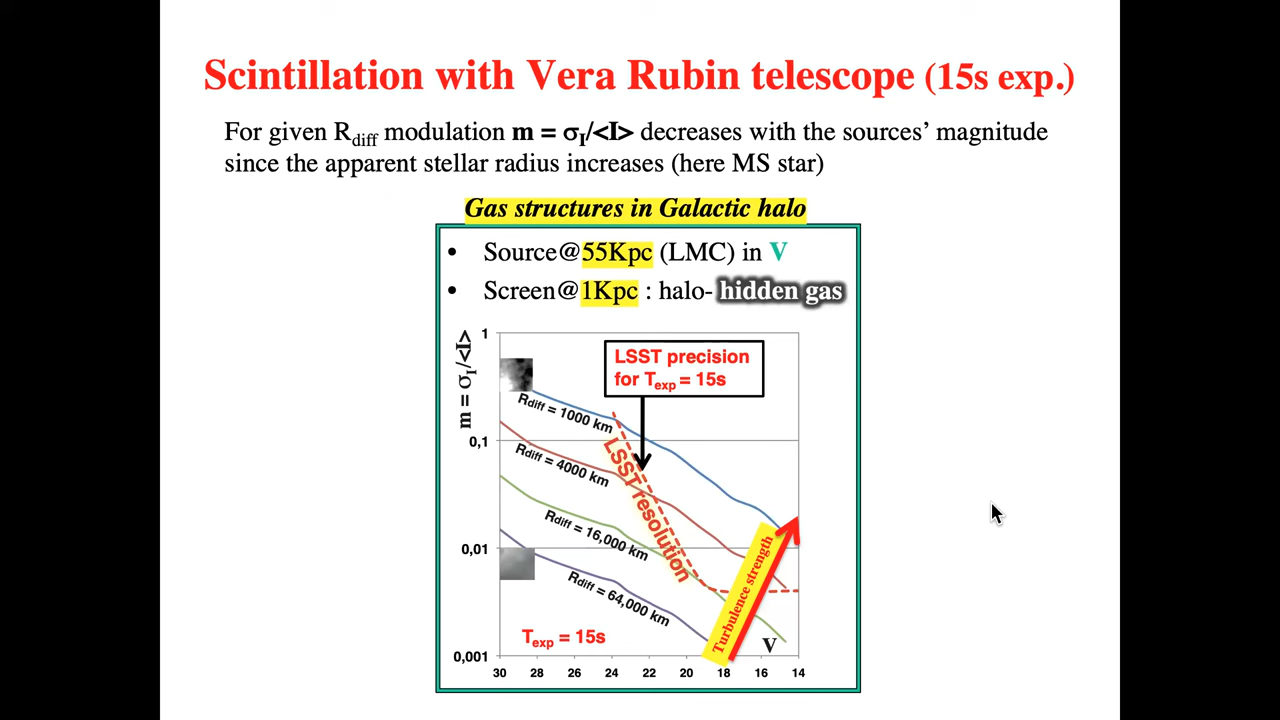 Scintillation with Vera Rubin telescope (15s exp.)
For given Rdiff modulation m = σI/<I> decreases with the sources’ magnitude
since the apparent stellar radius increases (here MS star)
Gas structures in Galactic halo
• Source@55Kpc (LMC) in V
• Screen@1Kpc : halo- hidden gas
m = σI/<I>
1
0,1
0,01
0,001
LSST precision
for Texp = 15s
Rdiff = 1000 km
Rdiff = 4000 km
Rdiff = 16,000 km
Rdiff = 64,000 km
LSST resolution
Turbulence strength
Texp = 15s
V
30 28 26 24 22 20 18 16 14